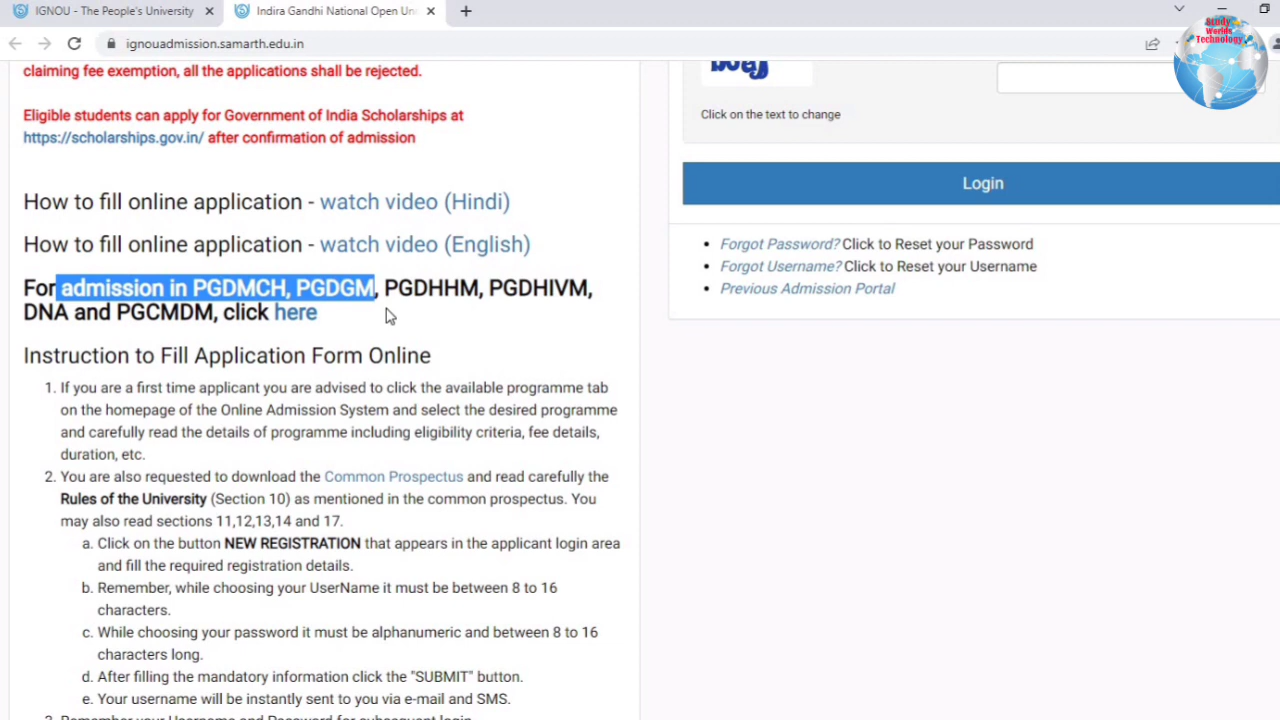 IGNOU - The People's University
Indira Gandhi National Open Uni
ignouadmission.samarth.edu.in
Study
Worlds
Technology
claiming fee exemption, all the applications shall be rejected.
Eligible students can apply for Government of India Scholarships at
https://scholarships.gov.in/ after confirmation of admission
How to fill online application - watch video (Hindi)
How to fill online application - watch video (English)
For admission in PGDMCH, PGDGM, PGDHHM, PGDHIVM,
DNA and PGCMDM, click here
Instruction to Fill Application Form Online
1. If you are a first time applicant you are advised to click the available programme tab
on the homepage of the Online Admission System and select the desired programme
and carefully read the details of programme including eligibility criteria, fee details,
duration, etc.
2. You are also requested to download the Common Prospectus and read carefully the
Rules of the University (Section 10) as mentioned in the common prospectus. You
may also read sections 11,12,13,14 and 17.
a. Click on the button NEW REGISTRATION that appears in the applicant login area
and fill the required registration details.
b. Remember, while choosing your UserName it must be between 8 to 16
characters.
c. While choosing your password it must be alphanumeric and between 8 to 16
characters long.
d. After filling the mandatory information click the "SUBMIT" button.
e. Your username will be instantly sent to you via e-mail and SMS.
3. Remember your Username and Password for subsequent login
Click on the text to change
Login
Forgot Password? Click to Reset your Password
Forgot Username? Click to Reset your Username
Previous Admission Portal